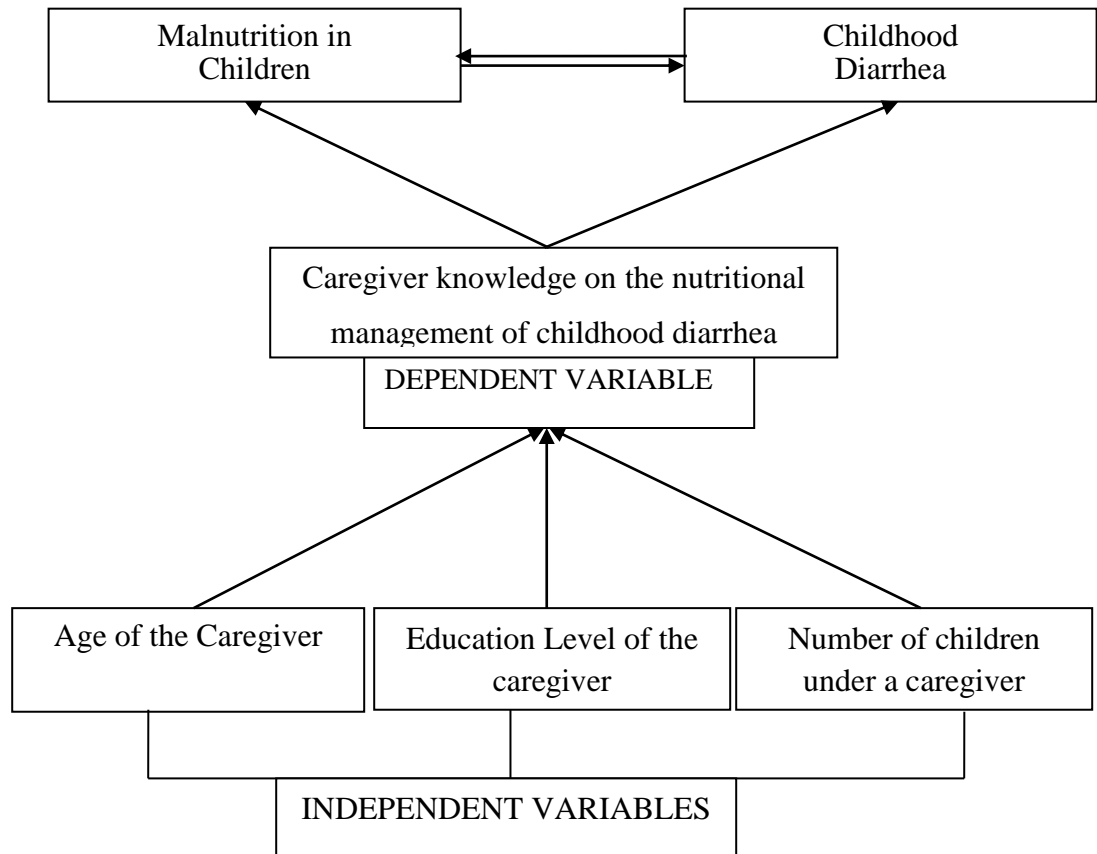 Malnutrition in
Children
Childhood
Diarrhea
Caregiver knowledge on the nutritional
management of childhood diarrhea
DEPENDENT VARIABLE
Age of the Caregiver
Education Level of the
caregiver
Number of children
under a caregiver
INDEPENDENT VARIABLES